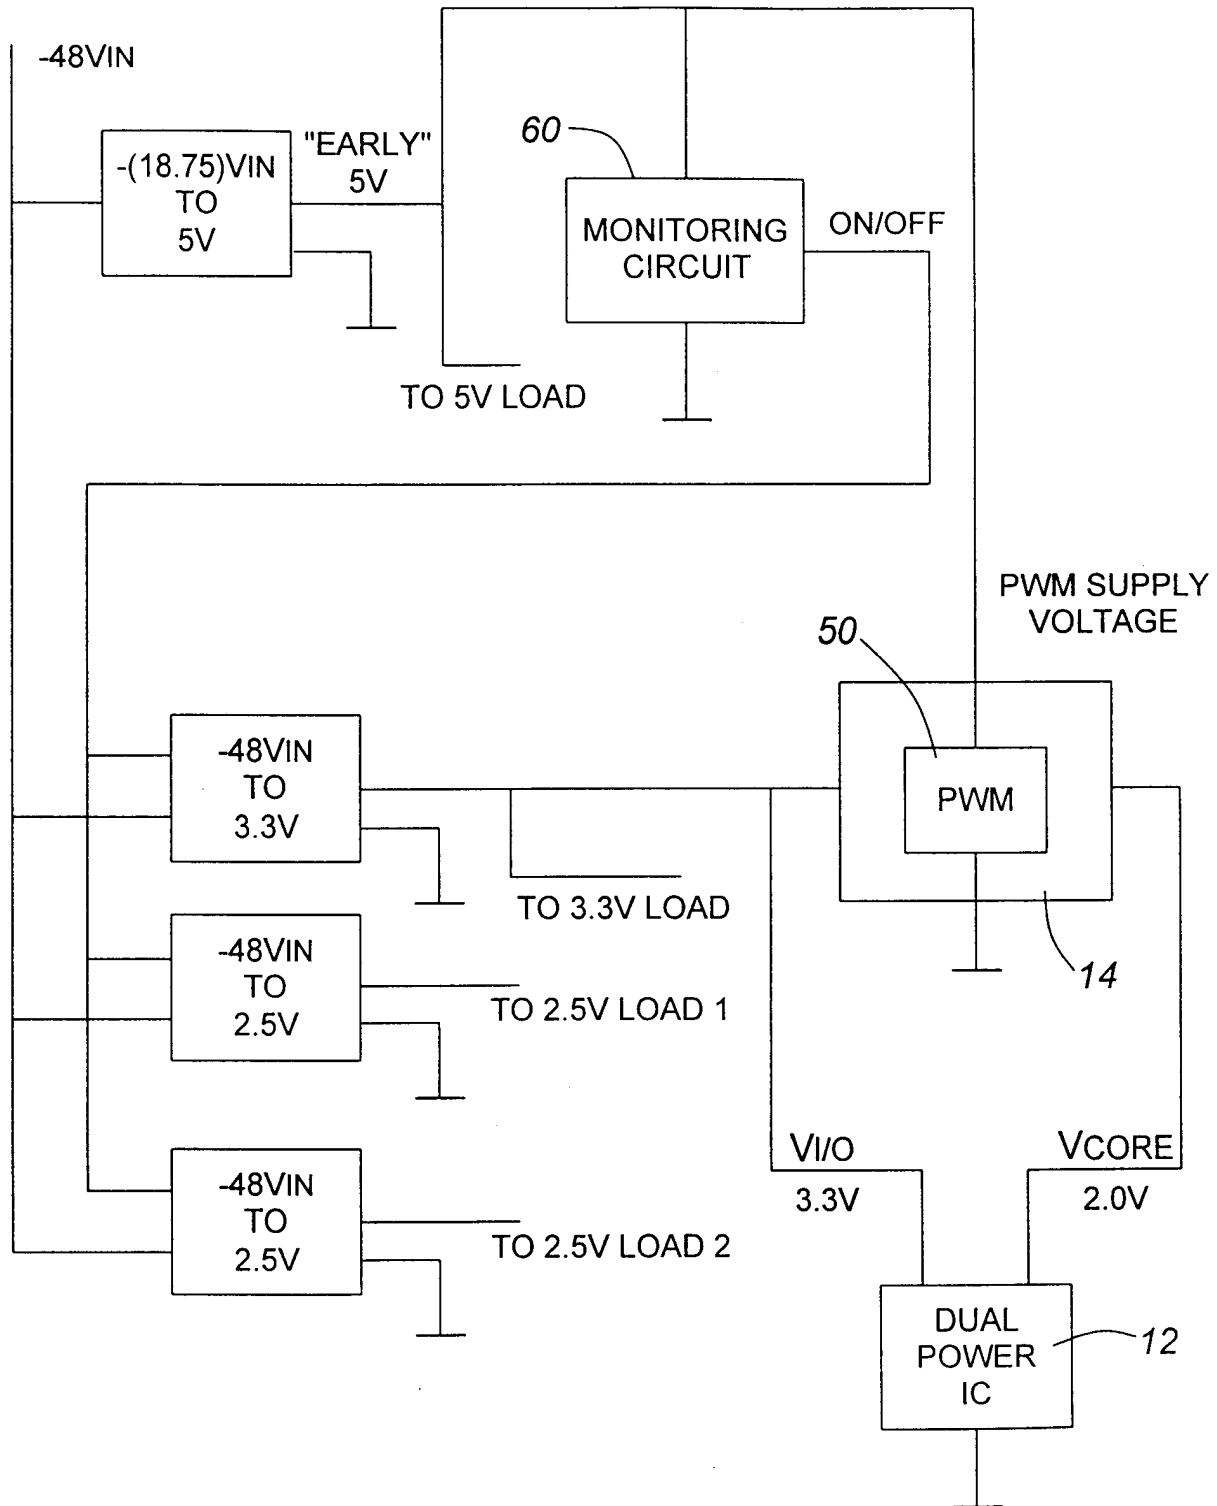 -48VIN
-(18.75)VIN
TO
5V
"EARLY"
5V
60
MONITORING
CIRCUIT
ON/OFF
TO 5V LOAD
PWM SUPPLY
VOLTAGE
50
-48VIN
TO
3.3V
PWM
TO 3.3V LOAD
14
-48VIN
TO
2.5V
TO 2.5V LOAD 1
VI/O
3.3V
VCORE
2.0V
-48VIN
TO
2.5V
TO 2.5V LOAD 2
DUAL
POWER
IC
12